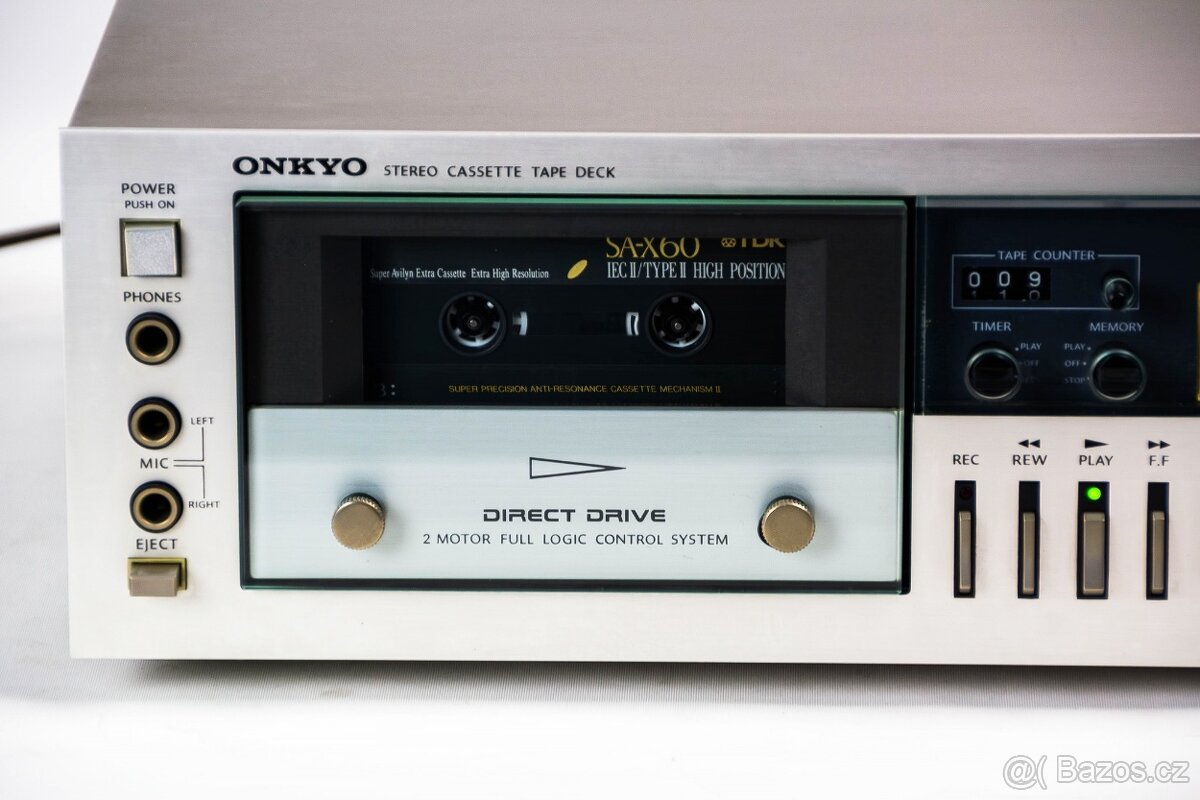 ONKYO STEREO CASSETTE TAPE DECK
POWER
PUSH ON
PHONES
LEFT
MIC
RIGHT
EJECT
SA-X60 TDK
Super Avilyn Extra Cassette Extra High Resolution IEC II/TYPE II HIGH POSITION
SUPER PRECISION ANTI-RESONANCE CASSETTE MECHANISM II
DIRECT DRIVE
2 MOTOR FULL LOGIC CONTROL SYSTEM
TAPE COUNTER
0 0 9
TIMER MEMORY
PLAY PLAY
OFF OFF
STOP
REC REW PLAY F.F
@( Bazos.cz